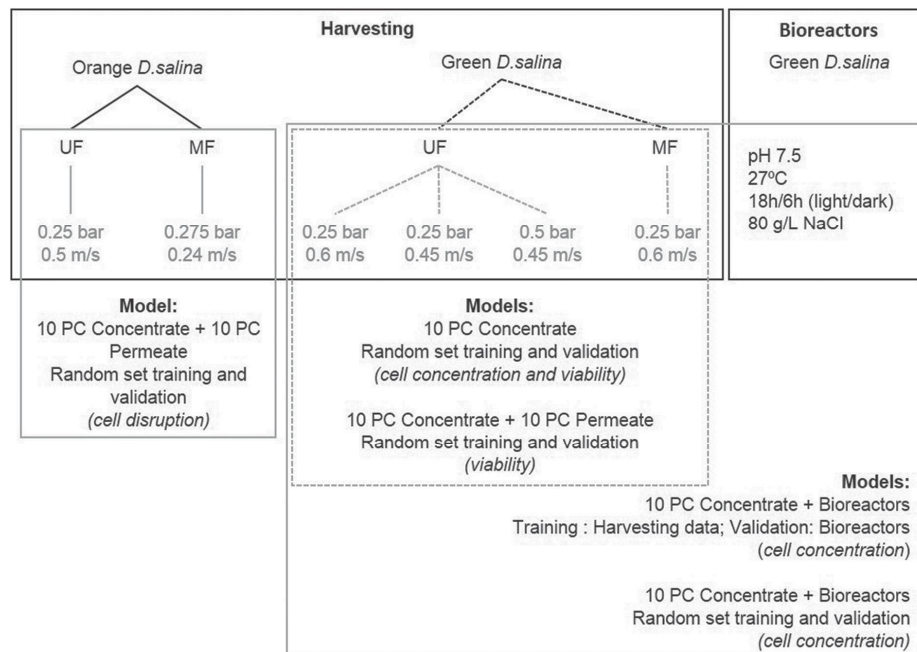 Harvesting
Orange D.salina
UF
MF
0.25 bar
0.5 m/s
0.275 bar
0.24 m/s
Green D.salina
UF
MF
0.25 bar
0.6 m/s
0.25 bar
0.45 m/s
0.5 bar
0.45 m/s
0.25 bar
0.6 m/s
Bioreactors
Green D.salina
pH 7.5
27ºC
18h/6h (light/dark)
80 g/L NaCl
Model:
10 PC Concentrate + 10 PC
Permeate
Random set training and
validation
(cell disruption)
Models:
10 PC Concentrate
Random set training and validation
(cell concentration and viability)
10 PC Concentrate + 10 PC Permeate
Random set training and validation
(viability)
Models:
10 PC Concentrate + Bioreactors
Training : Harvesting data; Validation: Bioreactors
(cell concentration)
10 PC Concentrate + Bioreactors
Random set training and validation
(cell concentration)